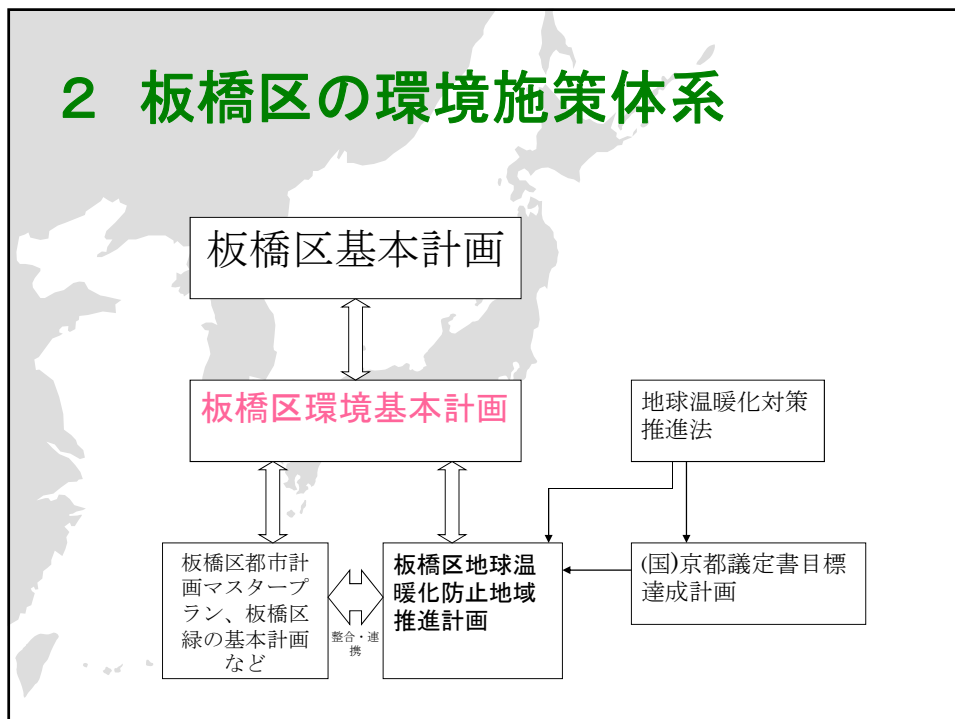 ２ 板橋区の環境施策体系
板橋区基本計画
板橋区環境基本計画
地球温暖化対策
推進法
板橋区都市計
画マスタープ
ラン、板橋区
緑の基本計画
など
整合・連
携
板橋区地球温
暖化防止地域
推進計画
(国)京都議定書目標
達成計画